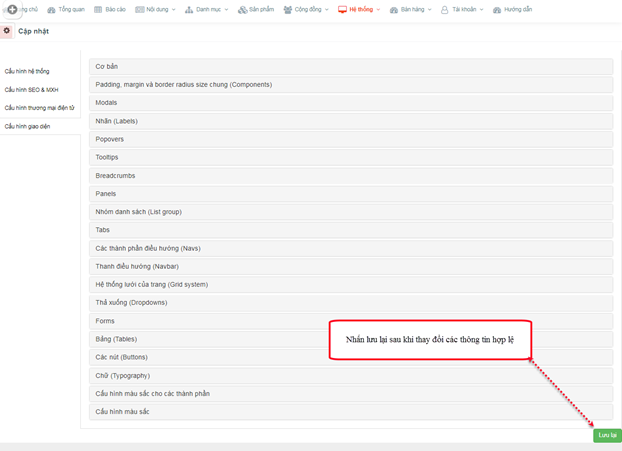 ng chủ Tổng quan Báo cáo Nội dung Danh mục Sản phẩm Cộng đồng Hệ thống Bán hàng Tài khoản Hướng dẫn
Cập nhật
Cấu hình hệ thống
Cấu hình SEO & MXH
Cấu hình thương mại điện tử
Cấu hình giao diện
Cơ bản
Padding, margin và border radius size chung (Components)
Modals
Nhãn (Labels)
Popovers
Tooltips
Breadcrumbs
Panels
Nhóm danh sách (List group)
Tabs
Các thành phần điều hướng (Navs)
Thanh điều hướng (Navbar)
Hệ thống lưới của trang (Grid system)
Thả xuống (Dropdowns)
Forms
Bảng (Tables)
Các nút (Buttons)
Chữ (Typography)
Cấu hình màu sắc cho các thành phần
Cấu hình màu sắc
Nhấn lưu lại sau khi thay đổi các thông tin hợp lệ
Lưu lại